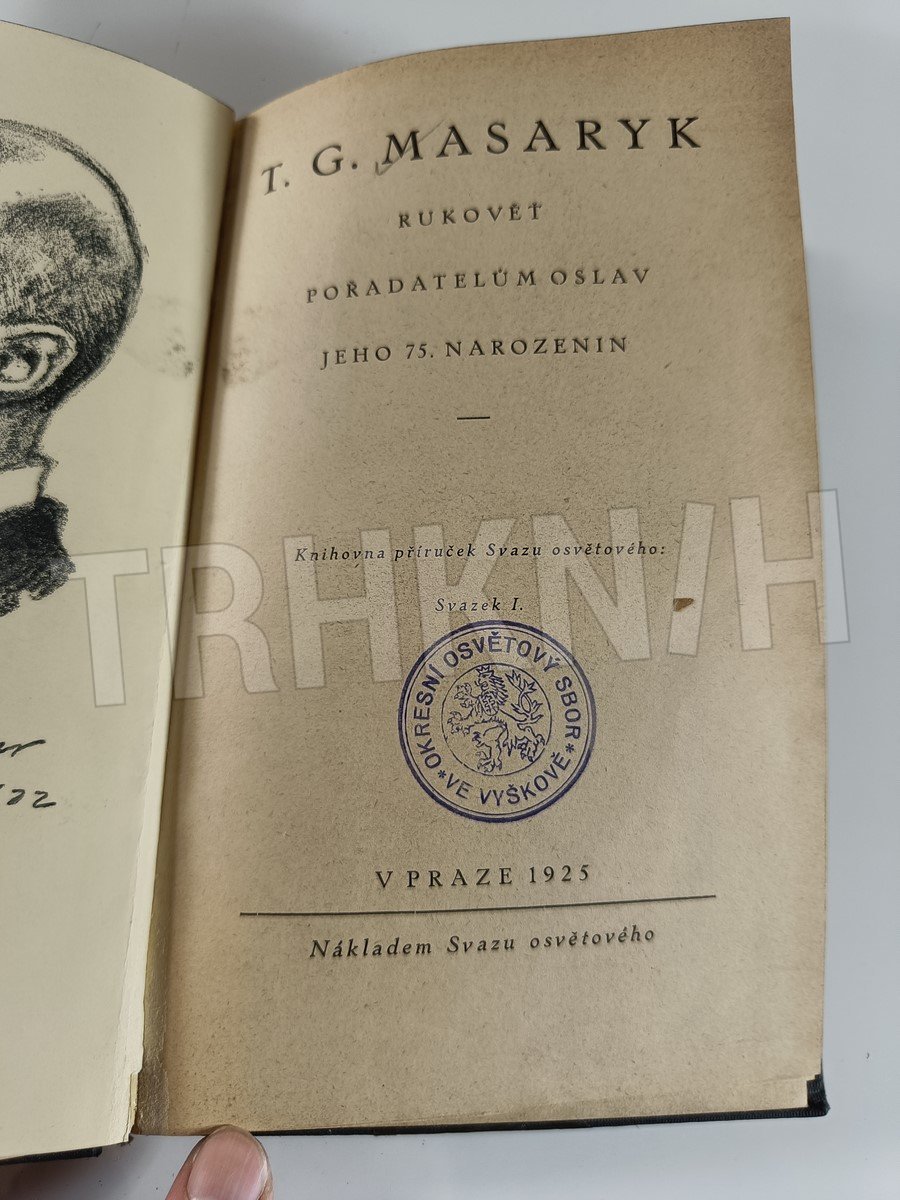 T. G. MASARYK
RUKOVĚŤ
POŘADATELŮM OSLAV
JEHO 75. NAROZENIN
Knihovna příruček Svazu osvětového:
Svazek I.
TRHKNIH
OKRESNÍ OSVĚTOVÝ SBOR
* VE VYŠKOVĚ *
V PRAZE 1925
Nákladem Svazu osvětového